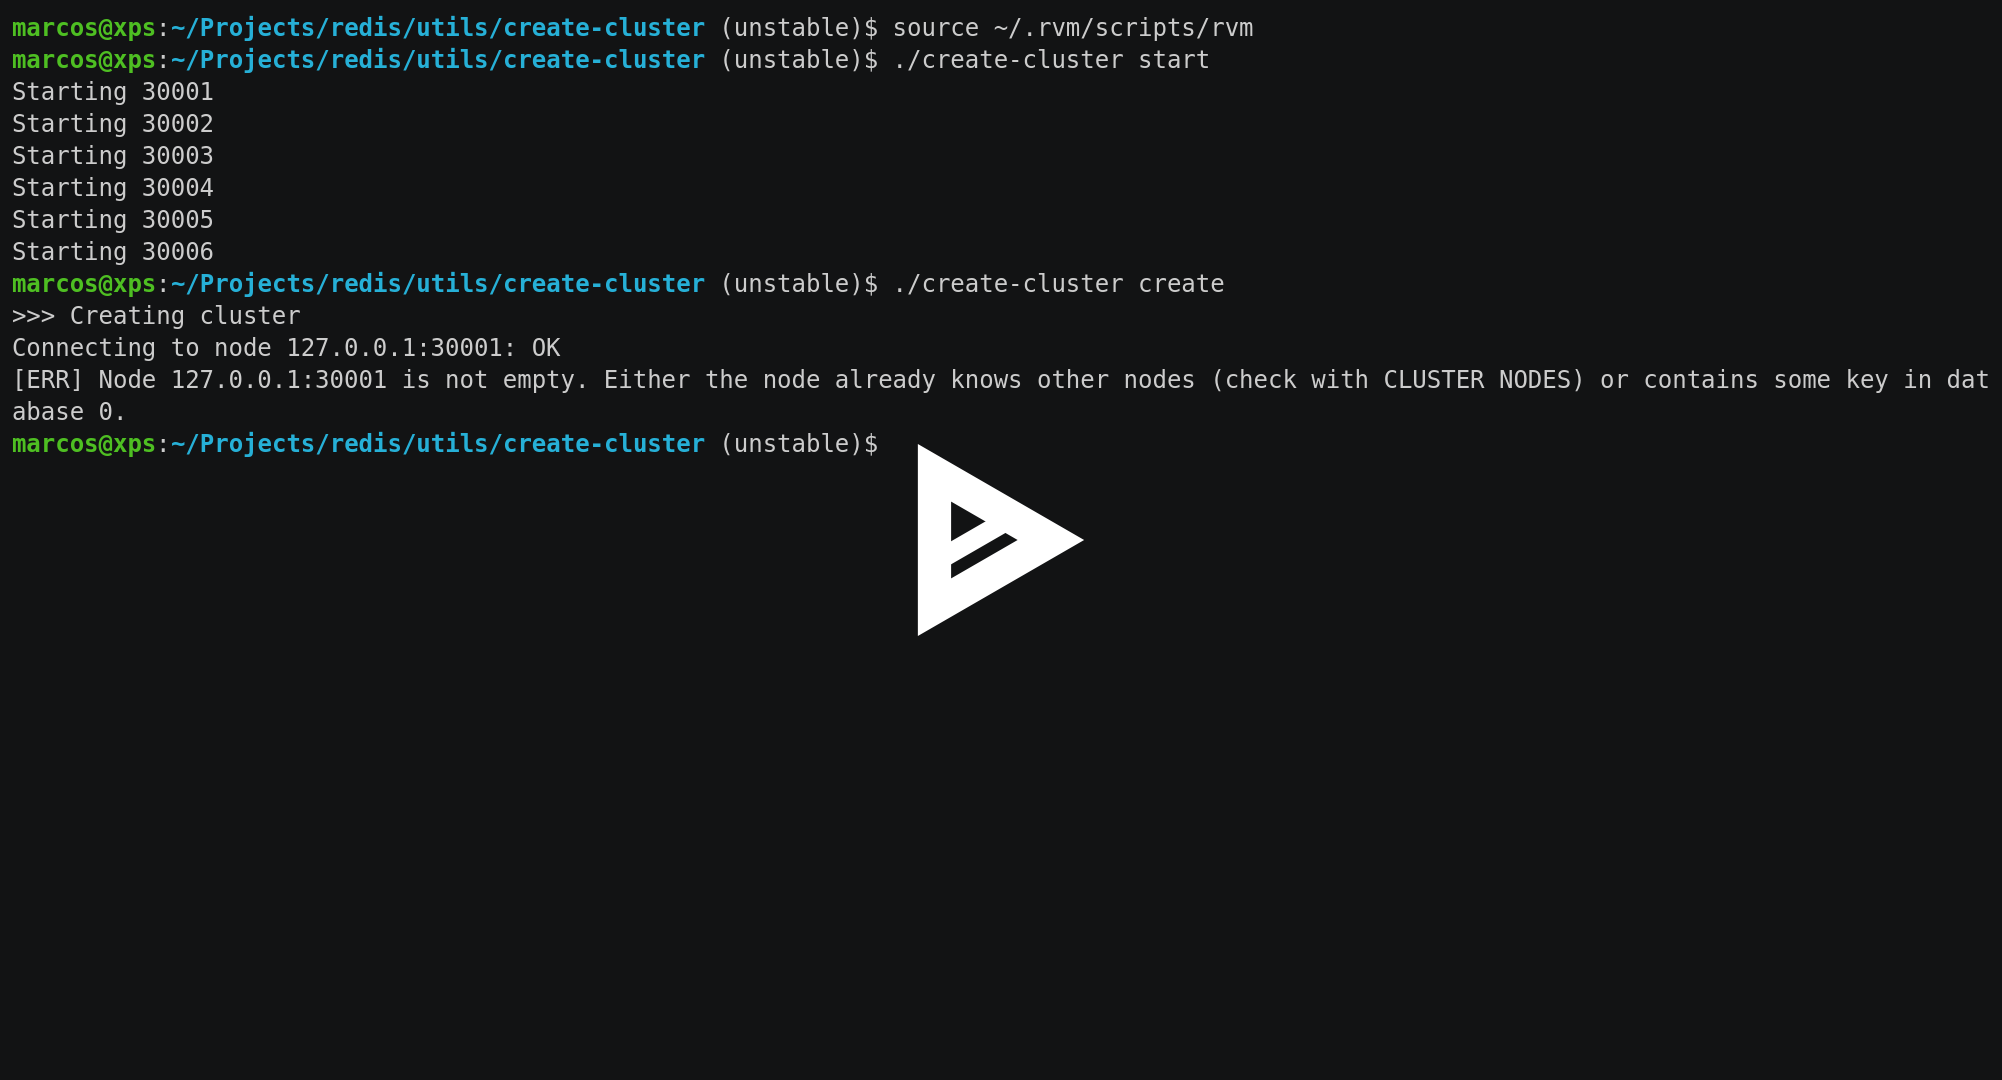 marcos@xps:~/Projects/redis/utils/create-cluster (unstable)$ source ~/.rvm/scripts/rvm
marcos@xps:~/Projects/redis/utils/create-cluster (unstable)$ ./create-cluster start
Starting 30001
Starting 30002
Starting 30003
Starting 30004
Starting 30005
Starting 30006
marcos@xps:~/Projects/redis/utils/create-cluster (unstable)$ ./create-cluster create
>>> Creating cluster
Connecting to node 127.0.0.1:30001: OK
[ERR] Node 127.0.0.1:30001 is not empty. Either the node already knows other nodes (check with CLUSTER NODES) or contains some key in dat
abase 0.
marcos@xps:~/Projects/redis/utils/create-cluster (unstable)$